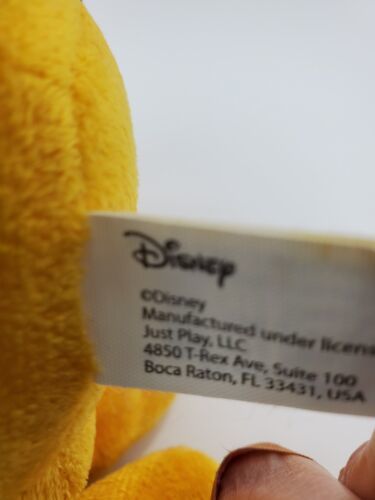 Disney
©Disney
Manufactured under licen
Just Play, LLC
4850 T-Rex Ave, Suite 100
Boca Raton, FL 33431, USA